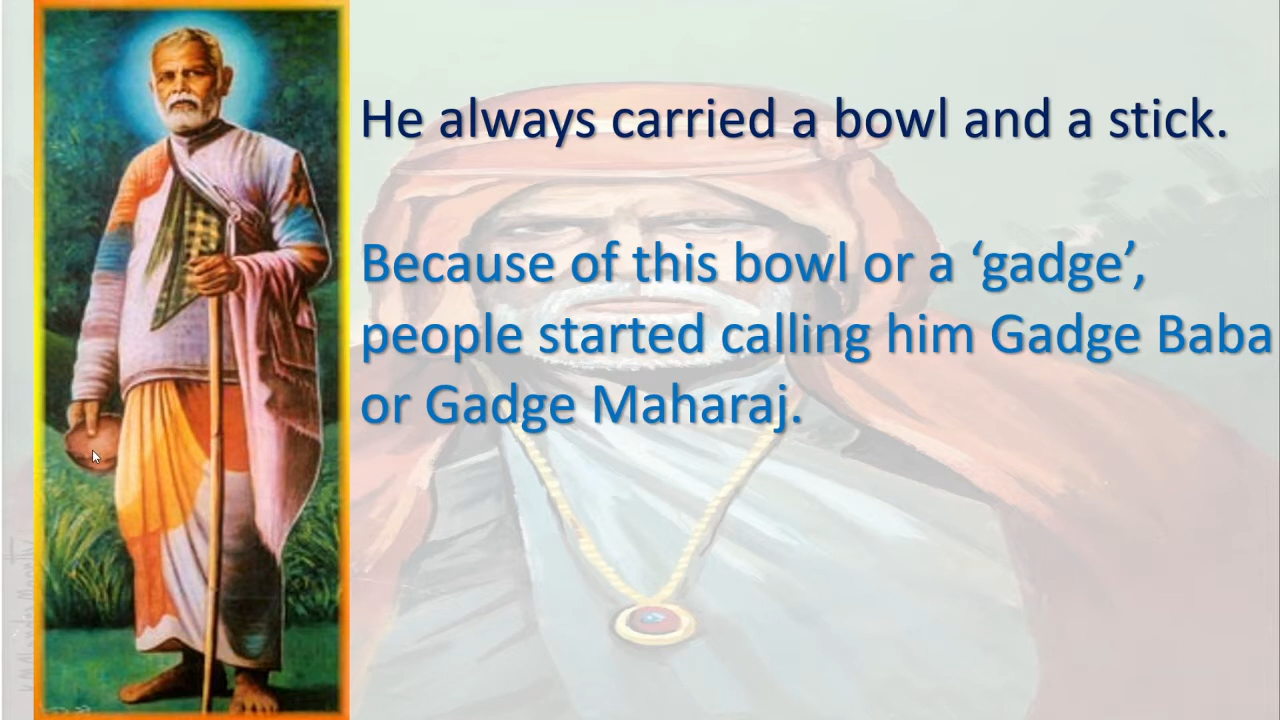 He always carried a bowl and a stick.
Because of this bowl or a ‘gadge’,
people started calling him Gadge Baba
or Gadge Maharaj.